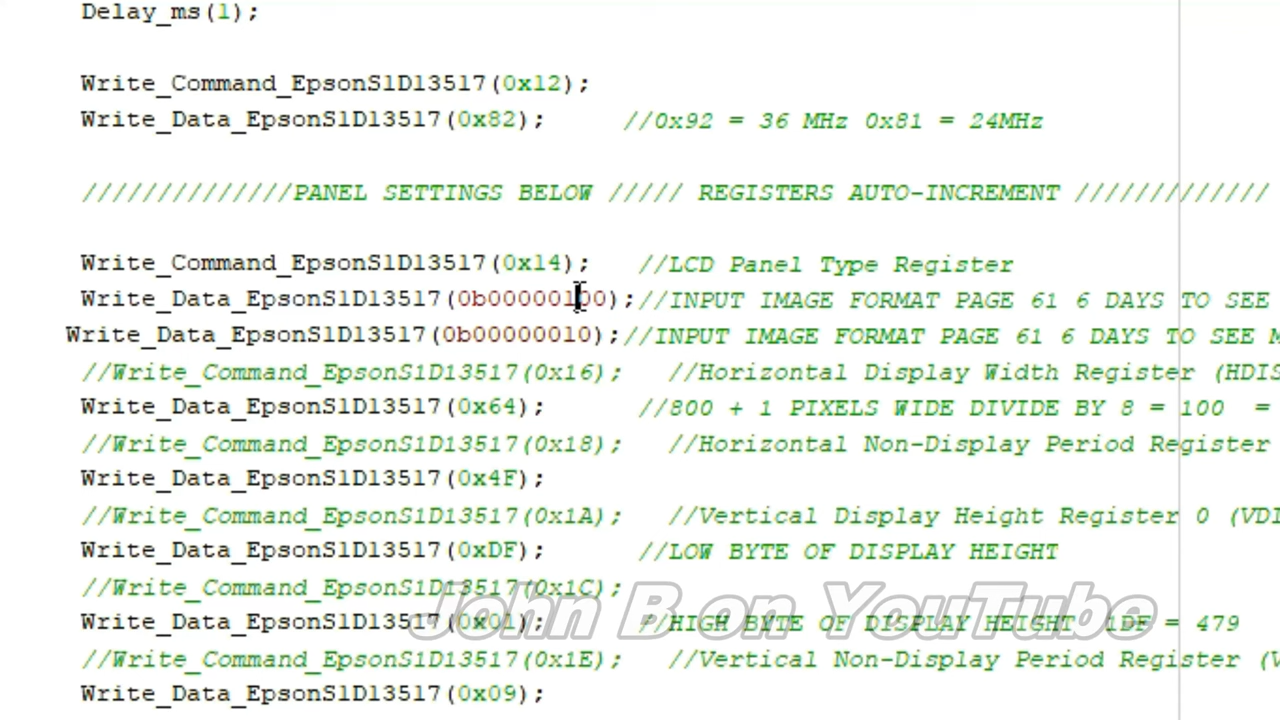 Delay_ms(1);
Write_Command_EpsonS1D13517(0x12);
Write_Data_EpsonS1D13517(0x82); //0x92 = 36 MHz 0x81 = 24MHz
//////////////PANEL SETTINGS BELOW ///// REGISTERS AUTO-INCREMENT /////////////
Write_Command_EpsonS1D13517(0x14); //LCD Panel Type Register
Write_Data_EpsonS1D13517(0b00000100);//INPUT IMAGE FORMAT PAGE 61 6 DAYS TO SEE
Write_Data_EpsonS1D13517(0b00000010);//INPUT IMAGE FORMAT PAGE 61 6 DAYS TO SEE
//Write_Command_EpsonS1D13517(0x16); //Horizontal Display Width Register (HDIS
Write_Data_EpsonS1D13517(0x64); //800 + 1 PIXELS WIDE DIVIDE BY 8 = 100 =
//Write_Command_EpsonS1D13517(0x18); //Horizontal Non-Display Period Register
Write_Data_EpsonS1D13517(0x4F);
//Write_Command_EpsonS1D13517(0x1A); //Vertical Display Height Register 0 (VDI
Write_Data_EpsonS1D13517(0xDF); //LOW BYTE OF DISPLAY HEIGHT
//Write_Command_EpsonS1D13517(0x1C);
Write_Data_EpsonS1D13517(0x01); //HIGH BYTE OF DISPLAY HEIGHT 1DF = 479
John B on YouTube
//Write_Command_EpsonS1D13517(0x1E); //Vertical Non-Display Period Register (V
Write_Data_EpsonS1D13517(0x09);